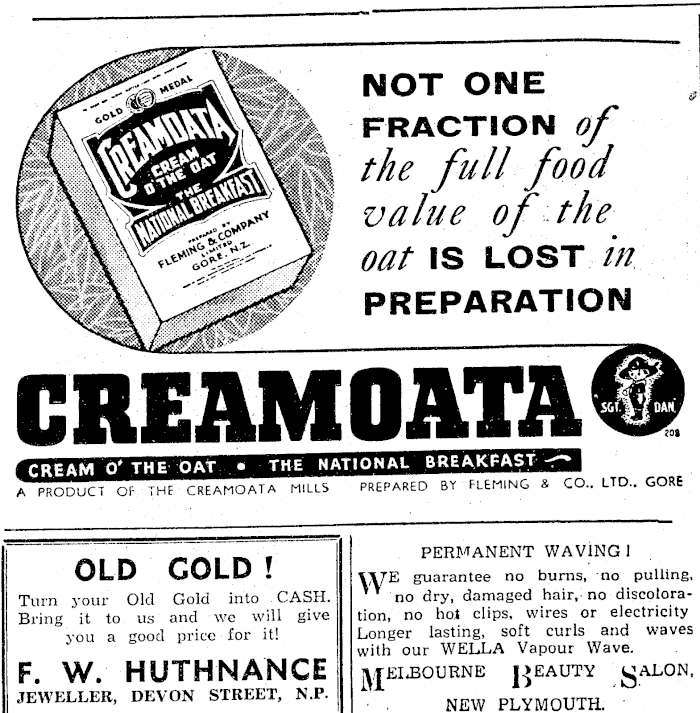 GOLD MEDAL
CREAMOATA
CREAM
O' THE OAT
THE
NATIONAL BREAKFAST
PREPARED BY
FLEMING & COMPANY
LIMITED
GORE, N.Z.
NOT ONE
FRACTION of
the full food
value of the
oat IS LOST in
PREPARATION
CREAMOATA
SGT. DAN.
208
CREAM O' THE OAT • THE NATIONAL BREAKFAST
A PRODUCT OF THE CREAMOATA MILLS PREPARED BY FLEMING & CO., LTD., GORE
OLD GOLD!
Turn your Old Gold into CASH.
Bring it to us and we will give
you a good price for it!
F. W. HUTHNANCE
JEWELLER, DEVON STREET, N.P.
PERMANENT WAVING!
WE guarantee no burns, no pulling,
no dry, damaged hair, no discolora-
tion, no hot clips, wires or electricity
Longer lasting, soft curls and waves
with our WELLA Vapour Wave.
MELBOURNE BEAUTY SALON,
NEW PLYMOUTH.